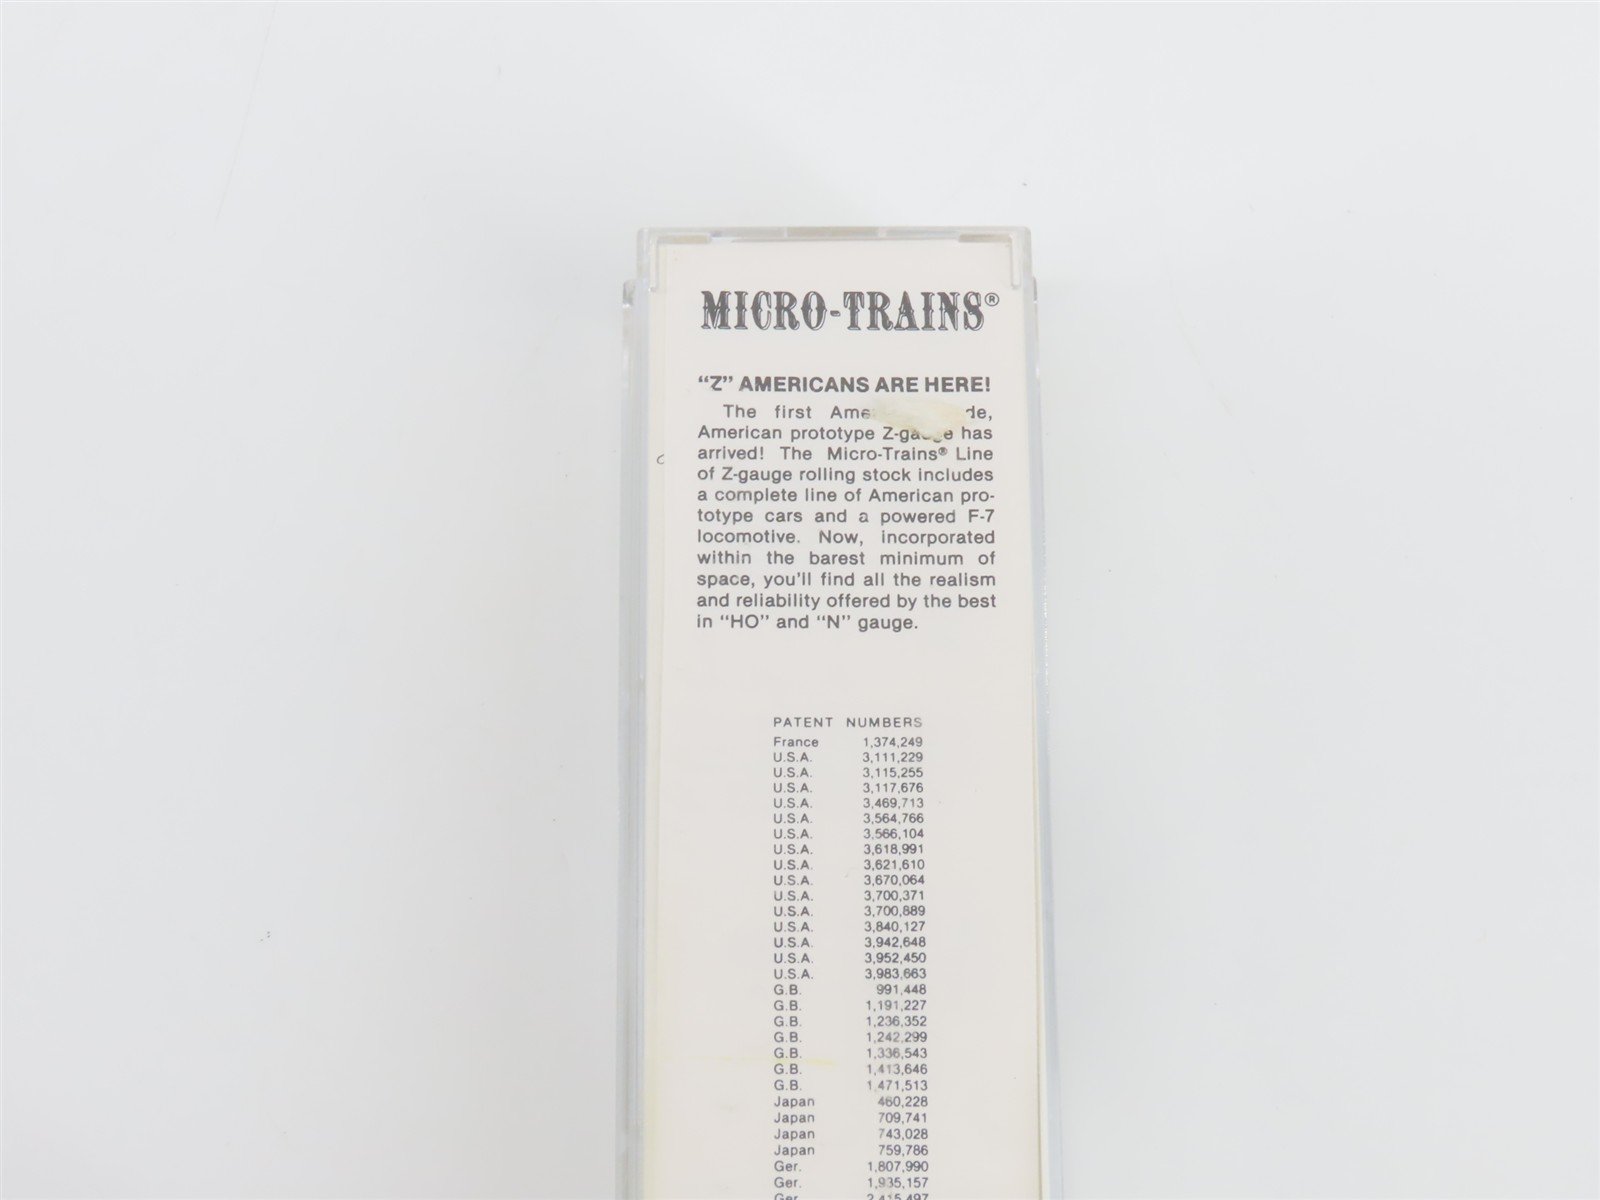 MICRO-TRAINS®
“Z” AMERICANS ARE HERE!
The first
American prototype has
arrived! The Micro-Trains® Line
of Z-gauge rolling stock includes
a complete line of American pro-
totype cars and a powered F-7
locomotive. Now, incorporated
within the barest minimum of
space, you'll find all the realism
and reliability offered by the best
in “HO” and “N” gauge.
PATENT NUMBERS
France 1,374,249
U.S.A. 3,111,229
U.S.A. 3,115,255
U.S.A. 3,117,676
U.S.A. 3,469,713
U.S.A. 3,564,766
U.S.A. 3,566,104
U.S.A. 3,618,991
U.S.A. 3,621,610
U.S.A. 3,670,064
U.S.A. 3,700,371
U.S.A. 3,700,889
U.S.A. 3,840,127
U.S.A. 3,942,648
U.S.A. 3,952,450
U.S.A. 3,983,663
G.B. 991,448
G.B. 1,191,227
G.B. 1,236,352
G.B. 1,242,299
G.B. 1,336,543
G.B. 1,413,646
G.B. 1,471,513
Japan 460,228
Japan 709,741
Japan 743,028
Japan 759,786
Ger. 1,807,990
Ger. 1,935,157
Ger. 2,415,497